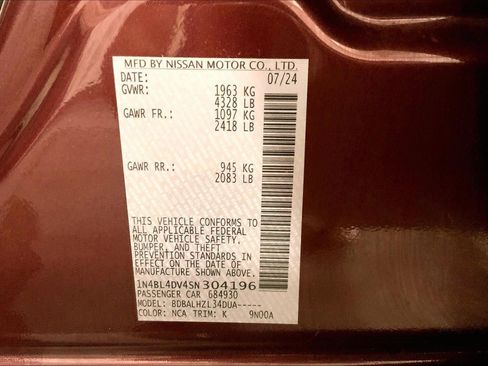 MFD BY NISSAN MOTOR CO., LTD.
DATE: 07/24
GVWR: 1963 KG
4328 LB
GAWR FR.: 1097 KG
2418 LB
GAWR RR.: 945 KG
2083 LB
THIS VEHICLE CONFORMS TO
ALL APPLICABLE FEDERAL
MOTOR VEHICLE SAFETY,
BUMPER, AND THEFT
PREVENTION STANDARDS IN
EFFECT ON THE DATE OF
MANUFACTURE SHOWN ABOVE.
1N4BL4DV4SN304196
PASSENGER CAR 684930
MODEL: BDBALHZL34DUA-----
COLOR: NCA TRIM: K 9N00A